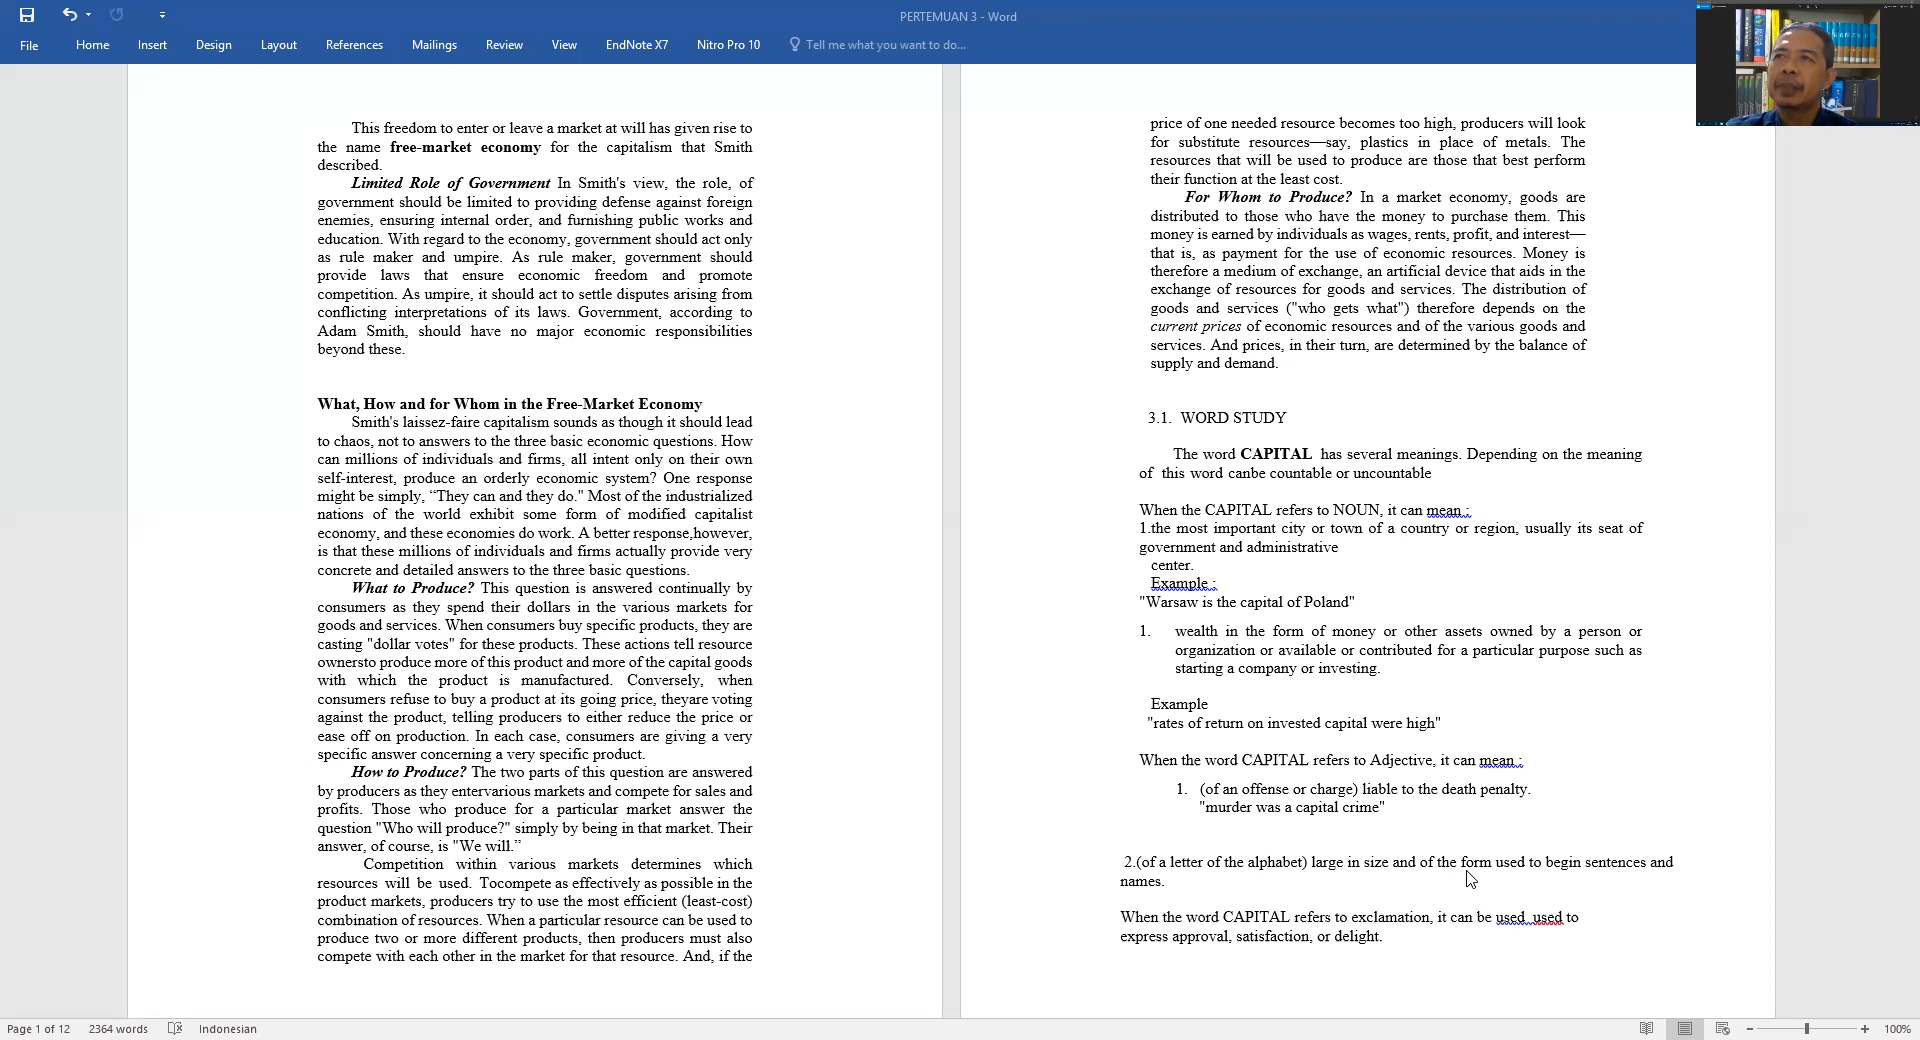 PERTEMUAN 3 - Word
File
Home
Insert
Design
Layout
References
Mailings
Review
View
EndNote X7
Nitro Pro 10
Tell me what you want to do...
This freedom to enter or leave a market at will has given rise to
the name free-market economy for the capitalism that Smith
described.
Limited Role of Government In Smith's view, the role, of
government should be limited to providing defense against foreign
enemies, ensuring internal order, and furnishing public works and
education. With regard to the economy, government should act only
as rule maker and umpire. As rule maker, government should
provide laws that ensure economic freedom and promote
competition. As umpire, it should act to settle disputes arising from
conflicting interpretations of its laws. Government, according to
Adam Smith, should have no major economic responsibilities
beyond these.
What, How and for Whom in the Free-Market Economy
Smith's laissez-faire capitalism sounds as though it should lead
to chaos, not to answers to the three basic economic questions. How
can millions of individuals and firms, all intent only on their own
self-interest, produce an orderly economic system? One response
might be simply, “They can and they do." Most of the industrialized
nations of the world exhibit some form of modified capitalist
economy, and these economies do work. A better response,however,
is that these millions of individuals and firms actually provide very
concrete and detailed answers to the three basic questions.
What to Produce? This question is answered continually by
consumers as they spend their dollars in the various markets for
goods and services. When consumers buy specific products, they are
casting "dollar votes" for these products. These actions tell resource
ownersto produce more of this product and more of the capital goods
with which the product is manufactured. Conversely, when
consumers refuse to buy a product at its going price, theyare voting
against the product, telling producers to either reduce the price or
ease off on production. In each case, consumers are giving a very
specific answer concerning a very specific product.
How to Produce? The two parts of this question are answered
by producers as they entervarious markets and compete for sales and
profits. Those who produce for a particular market answer the
question "Who will produce?" simply by being in that market. Their
answer, of course, is "We will.”
Competition within various markets determines which
resources will be used. Tocompete as effectively as possible in the
product markets, producers try to use the most efficient (least-cost)
combination of resources. When a particular resource can be used to
produce two or more different products, then producers must also
compete with each other in the market for that resource. And, if the
price of one needed resource becomes too high, producers will look
for substitute resources—say, plastics in place of metals. The
resources that will be used to produce are those that best perform
their function at the least cost.
For Whom to Produce? In a market economy, goods are
distributed to those who have the money to purchase them. This
money is earned by individuals as wages, rents, profit, and interest—
that is, as payment for the use of economic resources. Money is
therefore a medium of exchange, an artificial device that aids in the
exchange of resources for goods and services. The distribution of
goods and services ("who gets what") therefore depends on the
current prices of economic resources and of the various goods and
services. And prices, in their turn, are determined by the balance of
supply and demand.
3.1. WORD STUDY
The word CAPITAL has several meanings. Depending on the meaning
of this word canbe countable or uncountable
When the CAPITAL refers to NOUN, it can mean :
1.the most important city or town of a country or region, usually its seat of
government and administrative
center.
Example :
"Warsaw is the capital of Poland"
1. wealth in the form of money or other assets owned by a person or
organization or available or contributed for a particular purpose such as
starting a company or investing.
Example
"rates of return on invested capital were high"
When the word CAPITAL refers to Adjective, it can mean :
1. (of an offense or charge) liable to the death penalty.
"murder was a capital crime"
2.(of a letter of the alphabet) large in size and of the form used to begin sentences and
names.
When the word CAPITAL refers to exclamation, it can be used used to
express approval, satisfaction, or delight.
Page 1 of 12
2364 words
Indonesian
100%